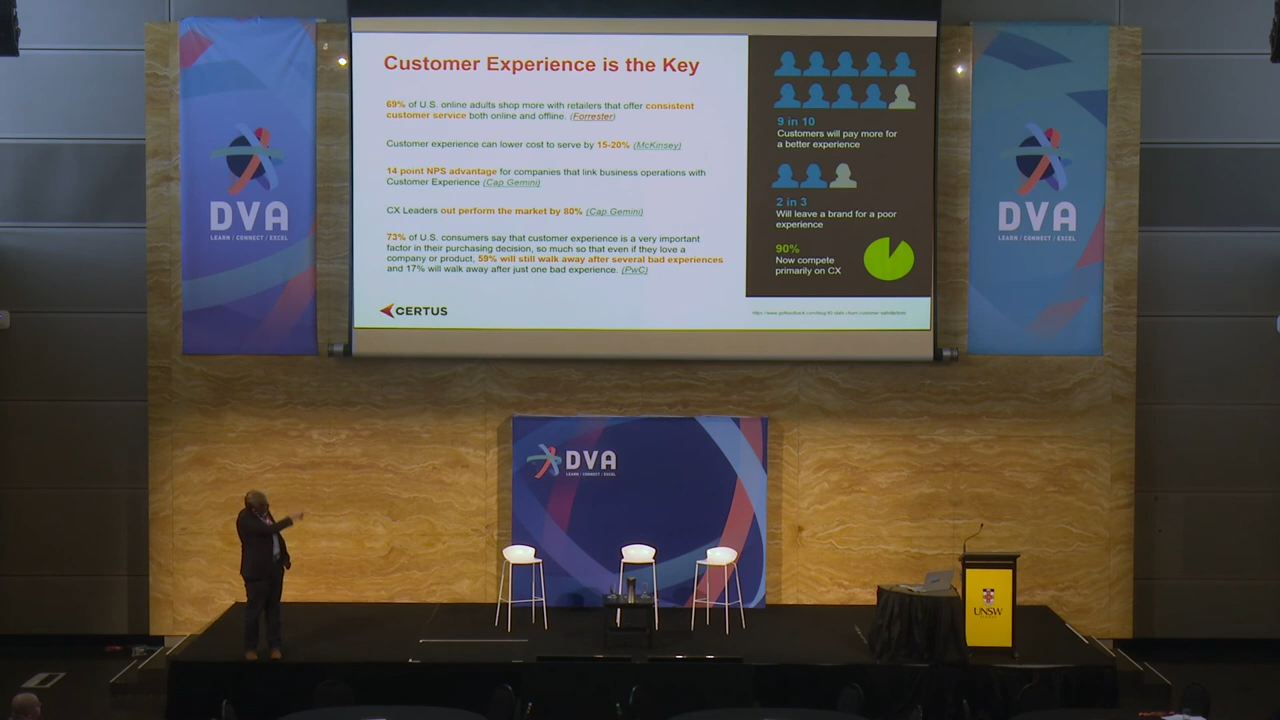 Customer Experience is the Key
69% of U.S. online adults shop more with retailers that offer consistent
customer service both online and offline. (Forrester)
Customer experience can lower cost to serve by 15-20% (McKinsey)
14 point NPS advantage for companies that link business operations with
Customer Experience (Cap Gemini)
CX Leaders out perform the market by 80% (Cap Gemini)
73% of U.S. consumers say that customer experience is a very important
factor in their purchasing decision, so much so that even if they love a
company or product, 59% will still walk away after several bad experiences
and 17% will walk away after just one bad experience. (PwC)
CERTUS
9 in 10
Customers will pay more for
a better experience
2 in 3
Will leave a brand for a poor
experience
90%
Now compete
primarily on CX
DVA
LEARN / CONNECT / EXCEL
DVA
LEARN / CONNECT / EXCEL
DVA
LEARN / CONNECT / EXCEL
UNSW